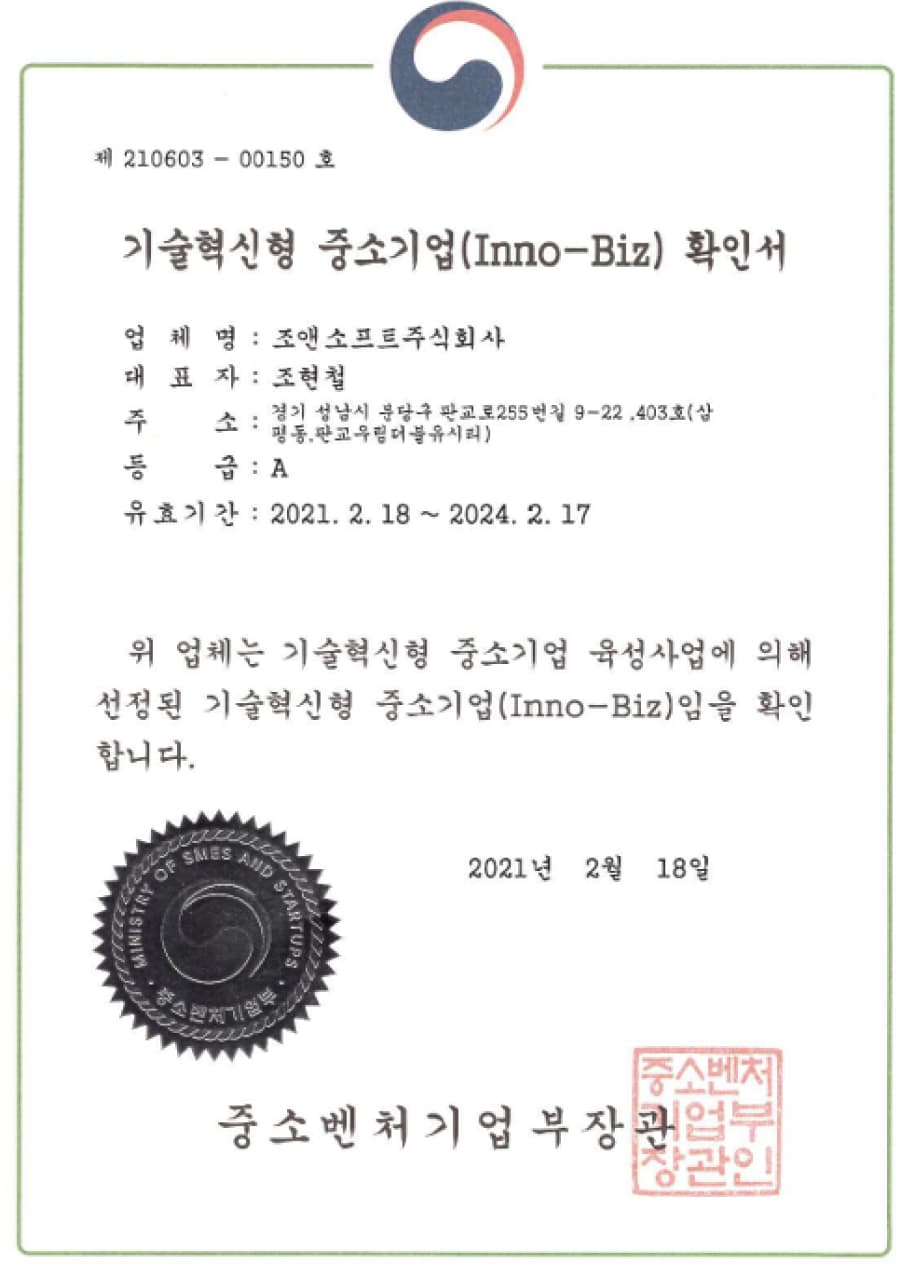 제 210603 - 00150 호
기술혁신형 중소기업(Inno-Biz) 확인서
업 체 명 : 조앤소프트주식회사
대 표 자 : 조현철
주 소 : 경기 성남시 분당구 판교로255번길 9-22 ,403호(삼
평동,판교우림더블유시티)
등 급 : A
유효기간 : 2021. 2. 18 ~ 2024. 2. 17
위 업체는 기술혁신형 중소기업 육성사업에 의해
선정된 기술혁신형 중소기업(Inno-Biz)임을 확인
합니다.
2021년 2월 18일
MINISTRY OF SMES AND STARTUPS
중소벤처기업부
중소벤처기업부장관
중소벤처
기업부
장관인